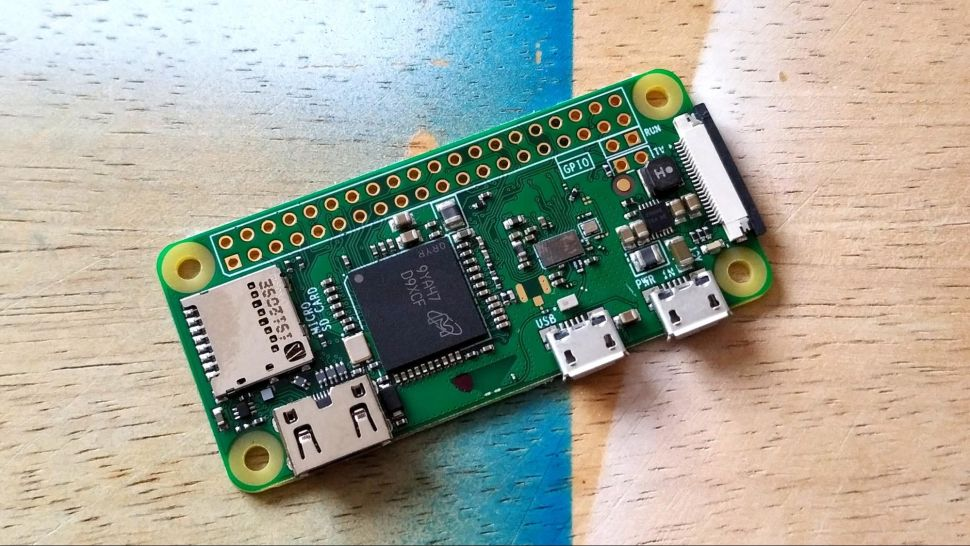 RUN
TV
GPIO
PWR IN
USB
MICRO
SD CARD
9YA47
D9XCF
H